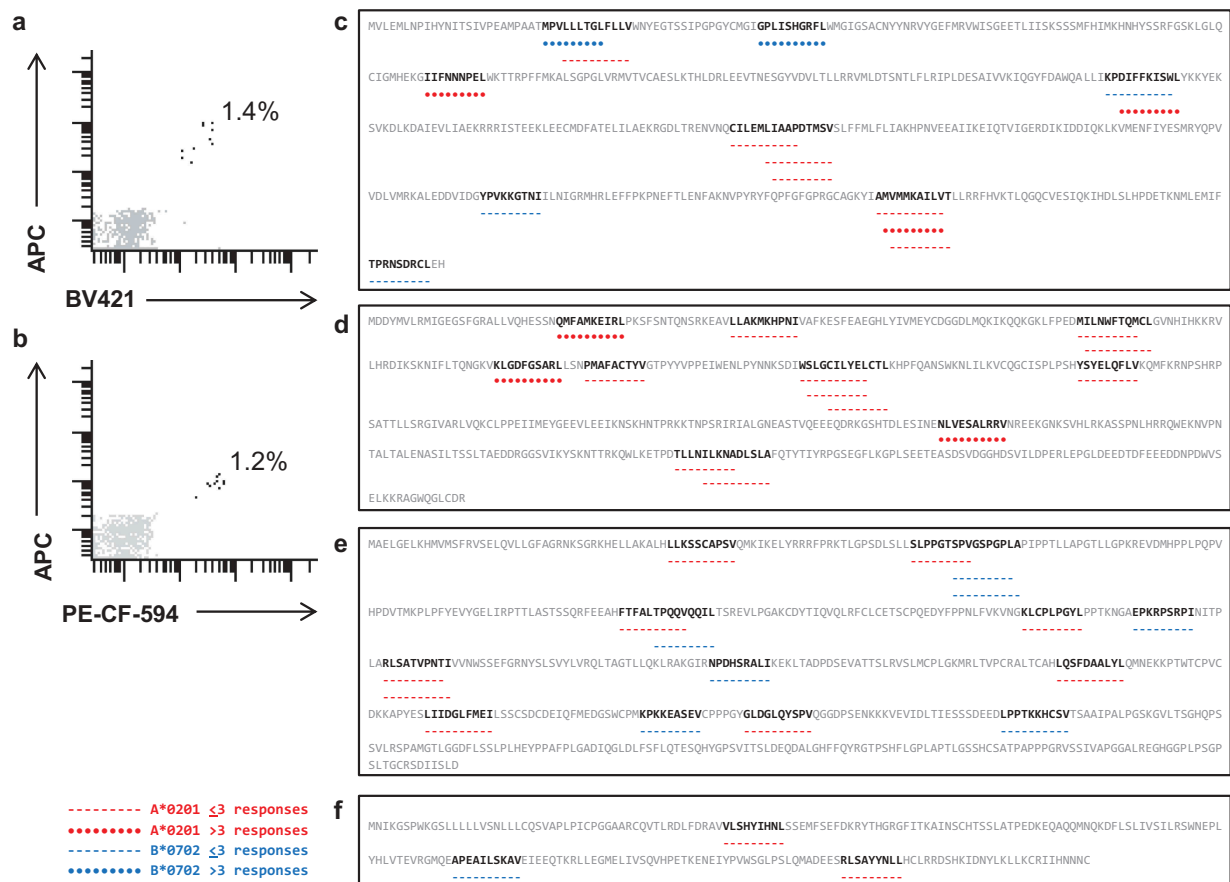 a
1.4%
APC
BV421
b
1.2%
APC
PE-CF-594
A*0201 ≤3 responses
A*0201 >3 responses
B*0702 ≤3 responses
B*0702 >3 responses
c
MVLEMLNPIHYNITSIVPEAMPAATMPVLLLTGLFLLVWNYEGTSSIPGPGYCMGIGPLISHGRFLWMGIGSACNYYNRVYGEFMRVWISGEETLIISKSSSMFHIMKHNHYSSRFGSKLGLQ
CIGMHEKGIIFNNNPELWKTTRPFFMKALSGPGLVRMVTVCAESLKTHLDRLEEVTNESGYVDVLTLLRRVMLDTSNTLFLRIPLDESAIVVKIQGYFDAWQALLIKPDIFFKISWLYKKYEK
SVKDLKDAIEVLIAEKRRRISTEEKLEECMDFATELILAEKRGDLTRENVNQCILEMLIAAPDTMSVSLFFMLFLIAKHPNVEEAIIKEIQTVIGERDIKIDDIQKLKVMENFIYESMRYQPV
VDLVMRKALEDDVIDGYPVKKGTNIILNIGRMHRLEFFPKPNEFTLENFAKNVPYRYFQPFGFGPRGCAGKYIAMVMMKAILVTLLRRFHVKTLQGQCVESIQKIHDLSLHPDETKNMLEMIF
TPRNSDRCLEH
d
MDDYMVLRMIGEGSFGRALLVQHESSNQMFAMKEIRLPKSFSNTQNSRKEAVLLAKMKHPNIVAFKESFEAEGHLYIVMEYCDGGDLMQKIKQQKGKLFPEDMILNWFTQMCLGVNHIHKKRV
LHRDIKSKNIFLTQNGKVKLGDFGSARLLSNPMAFACTYVGTPYYVPPEIWENLPYNNKSDIWSLGCILYELCTLKHPFQANSWKNLILKVCQGCISPLPSHYSYELQFLVKQMFKRNPSHRP
SATTLLSRGIVARLVQKCLPPEIIMEYGEEVLEEIKNSKHNTPRKKTNPSRIRIALGNEASTVQEEEQDRKGSHTDLESINENLVESALRRVNREEKGNKSVHLRKASSPNLHRRQWEKNVPN
TALTALENASILTSSLTAEDDRGGSVIKYSKNTTRKQWLKETPDTLLNILKNADLSLAFQTYTIYRPGSEGFLKGPLSEETEASDSVDGGHDSVILDPERLEPGLDEEDTDFEEEDDNPDWVS
ELKKRAGWQGLCDR
e
MAELGELKHMVMSFRVSELQVLLGFAGRNKSGRKHELLAKALHLLKSSCAPSVQMKIKELYRRRFPRKTLGPSDLSLLSLPPGTSPVGSPGPLAPIPPTLLAPGTLLGPKREVDMHPPLPQPV
HPDVTMKPLPFYEVYGELIRPTTLASTSSQRFEEAHFTFALTPQQVQQILTSREVLPGAKCDYTIQVQLRFCLCETSCPQEDYFPPNLFVKVNGKLCPLPGYLPPTKNGAEPKRPSRPINITP
LARLSATVPNTIVVNWSSEFGRNYSLSVYLVRQLTAGTLLQKLRAKGIRNPDHSRALIKEKLTADPDSEVATTSLRVSLMCPLGKMRLTVPCRALTCAHLQSFDAALYLQMNEKKPTWTCPVC
DKKAPYESLIIDGLFMEILSSCSDCDEIQFMEDGSWCPMKPKKEASEVCPPPGYGLDGLQYSPVQGGDPSENKKKVEVIDLTIESSSDEEDLPPTKKHCSVTSAAIPALPGSKGVLTSGHQPS
SVLRSPAMGTLGGDFLSSLPLHEYPPAFPLGADIQGLDLFSFLQTESQHYGPSVITSLDEQDALGHFFQYRGTPSHFLGPLAPTLGSSHCSATPAPPPGRVSSIVAPGGALREGHGGPLPSGP
SLTGCRSDIISLD
f
MNIKGSPWKGSLLLLLVSNLLLCQSVAPLPICPGGAARCQVTLRDLFDRAVVLSHYIHNLSSEMFSEFDKRYTHGRGFITKAINSCHTSSLATPEDKEQAQQMNQKDFLSLIVSILRSWNEPL
YHLVTEVRGMQEAPEAILSKAVEIEEQTKRLLEGMELIVSQVHPETKENEIYPVWSGLPSLQMADEESRLSAYYNLLHCLRRDSHKIDNYLKLLKCRIIHNNNC